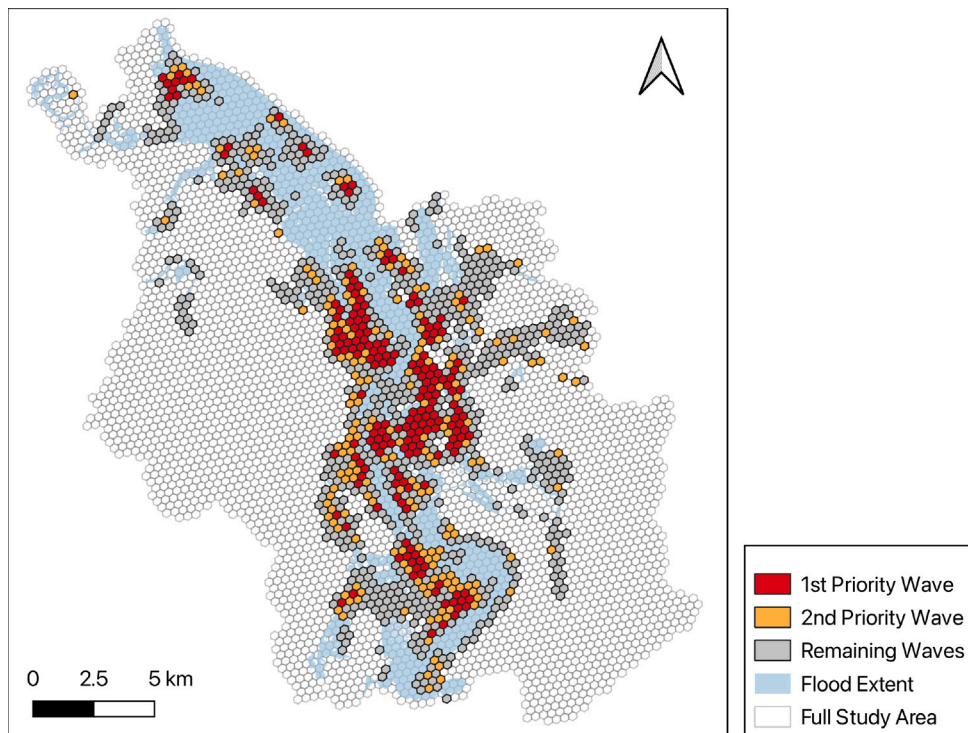 0 2.5 5 km
1st Priority Wave
2nd Priority Wave
Remaining Waves
Flood Extent
Full Study Area